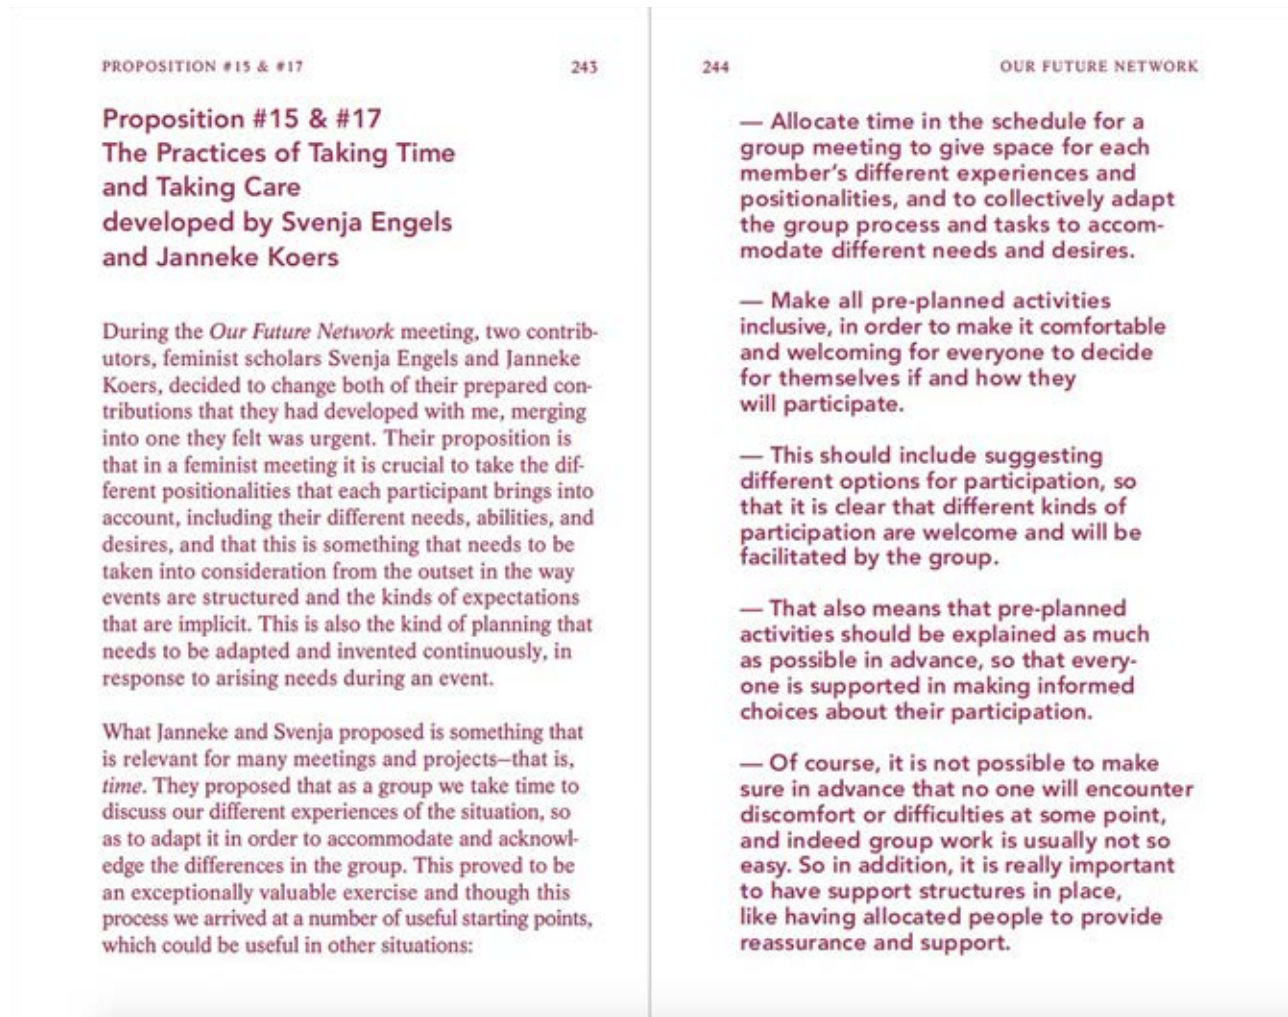 PROPOSITION #15 & #17
243
Proposition #15 & #17
The Practices of Taking Time
and Taking Care
developed by Svenja Engels
and Janneke Koers
During the Our Future Network meeting, two contrib-
utors, feminist scholars Svenja Engels and Janneke
Koers, decided to change both of their prepared con-
tributions that they had developed with me, merging
into one they felt was urgent. Their proposition is
that in a feminist meeting it is crucial to take the dif-
ferent positionalities that each participant brings into
account, including their different needs, abilities, and
desires, and that this is something that needs to be
taken into consideration from the outset in the way
events are structured and the kinds of expectations
that are implicit. This is also the kind of planning that
needs to be adapted and invented continuously, in
response to arising needs during an event.
What Janneke and Svenja proposed is something that
is relevant for many meetings and projects—that is,
time. They proposed that as a group we take time to
discuss our different experiences of the situation, so
as to adapt it in order to accommodate and acknowl-
edge the differences in the group. This proved to be
an exceptionally valuable exercise and though this
process we arrived at a number of useful starting points,
which could be useful in other situations:
244
OUR FUTURE NETWORK
— Allocate time in the schedule for a
group meeting to give space for each
member’s different experiences and
positionalities, and to collectively adapt
the group process and tasks to accom-
modate different needs and desires.
— Make all pre-planned activities
inclusive, in order to make it comfortable
and welcoming for everyone to decide
for themselves if and how they
will participate.
— This should include suggesting
different options for participation, so
that it is clear that different kinds of
participation are welcome and will be
facilitated by the group.
— That also means that pre-planned
activities should be explained as much
as possible in advance, so that every-
one is supported in making informed
choices about their participation.
— Of course, it is not possible to make
sure in advance that no one will encounter
discomfort or difficulties at some point,
and indeed group work is usually not so
easy. So in addition, it is really important
to have support structures in place,
like having allocated people to provide
reassurance and support.